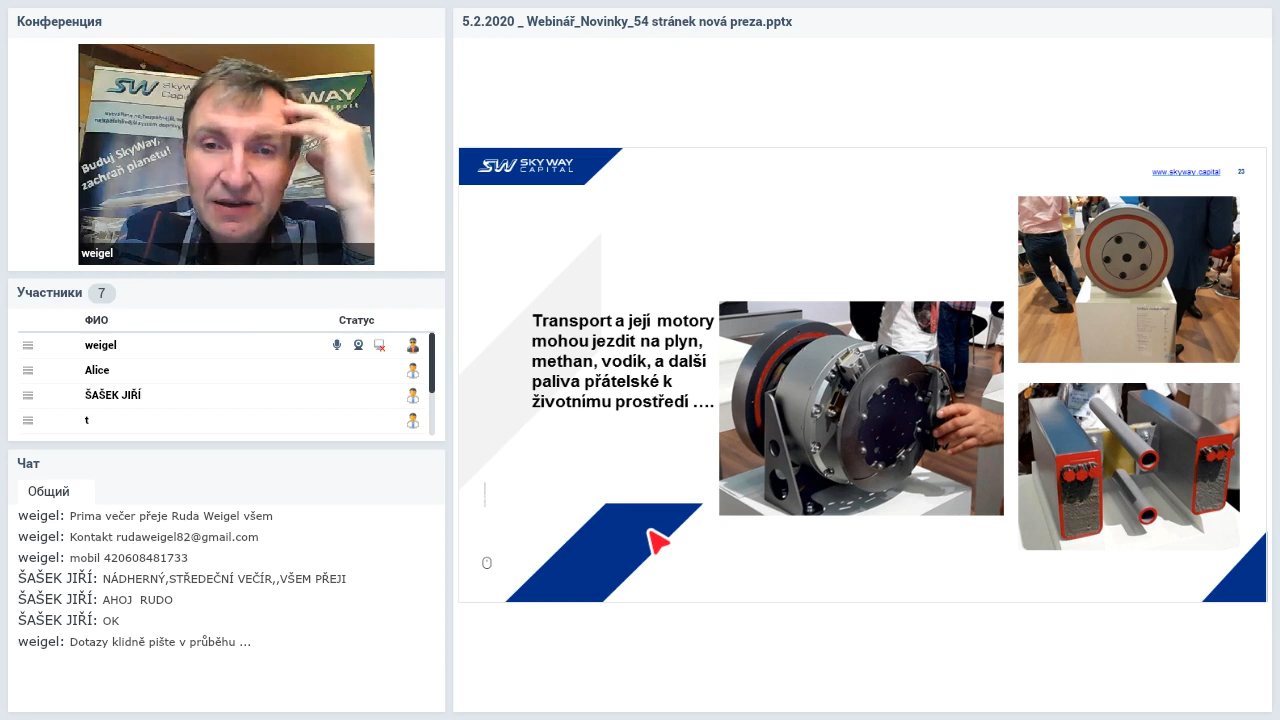 Конференция
SW
WAY
Buduj SkyWay,
zachraň planetu!
weigel
Участники 7
ФИО Статус
weigel
Alice
ŠAŠEK JIŘÍ
t
Чат
Общий
weigel: Prima večer přeje Ruda Weigel všem
weigel: Kontakt rudaweigel82@gmail.com
weigel: mobil 420608481733
ŠAŠEK JIŘÍ: NÁDHERNÝ,STŘEDEČNÍ VEČÍR,,VŠEM PŘEJI
ŠAŠEK JIŘÍ: AHOJ RUDO
ŠAŠEK JIŘÍ: OK
weigel: Dotazy klidně pište v průběhu ...
5.2.2020 _ Webinář_Novinky_54 stránek nová preza.pptx
SW SKY WAY
CAPITAL
www.skyway.capital 23
Transport a její motory
mohou jezdit na plyn,
methan, vodík, a další
paliva přátelské k
životnímu prostředí ....